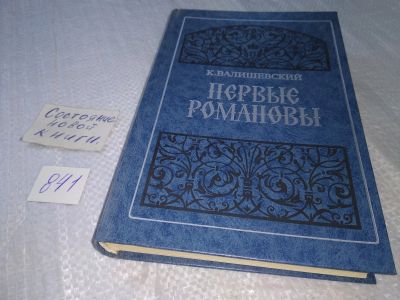 К. ВАЛИШЕВСКИЙ
ПЕРВЫЕ
РОМАНОВЫ
Состояние
новой
книги.
841